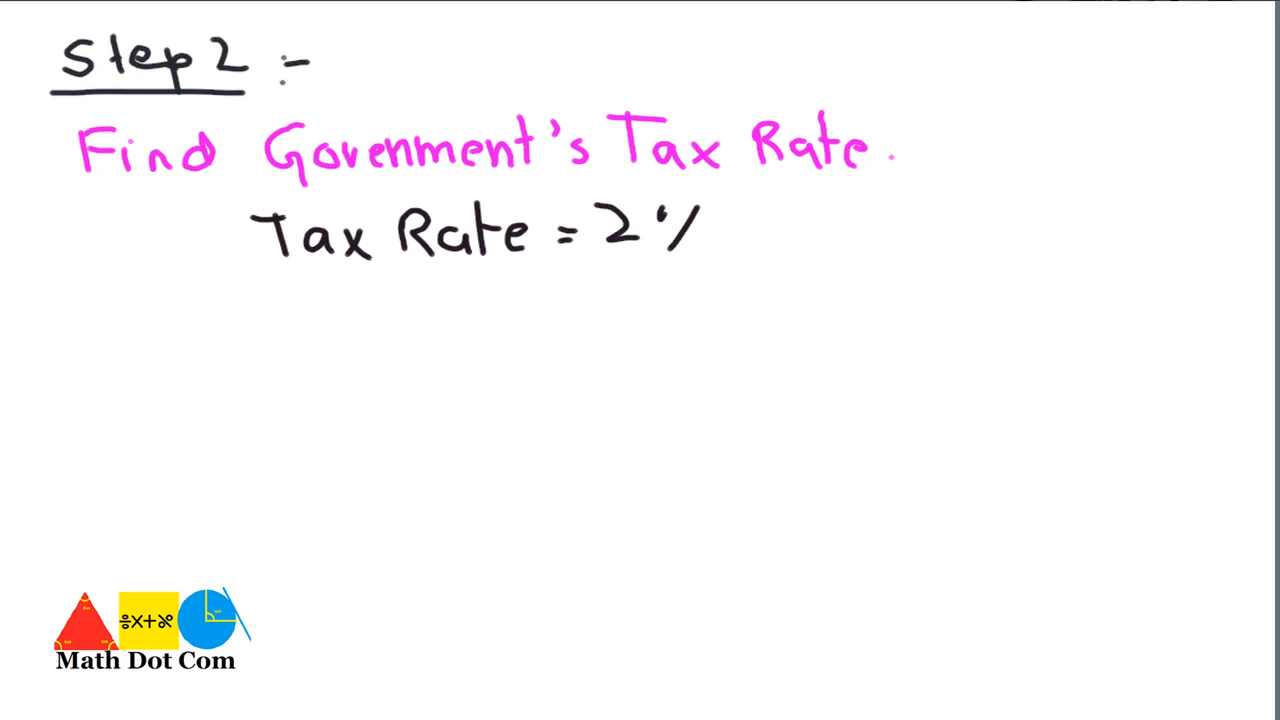 Step 2 :-
Find Govenment's Tax Rate.
Tax Rate = 2 %
÷x+%
Math Dot Com